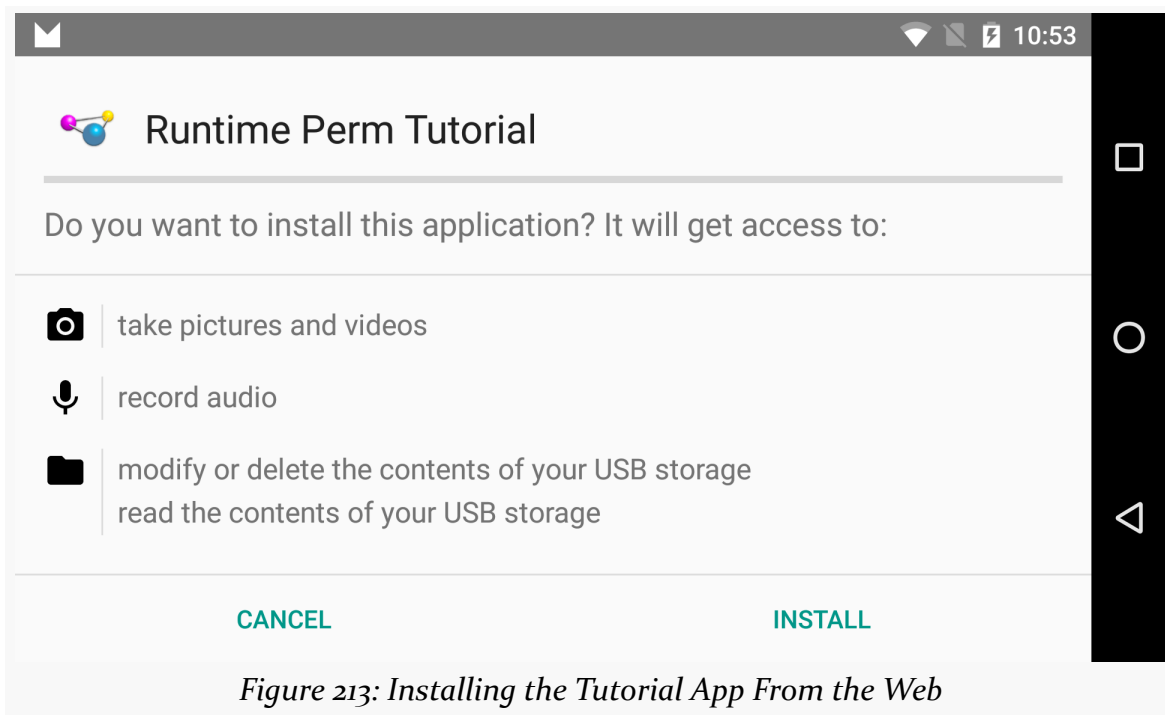 10:53
Runtime Perm Tutorial
Do you want to install this application? It will get access to:
take pictures and videos
record audio
modify or delete the contents of your USB storage
read the contents of your USB storage
CANCEL
INSTALL
Figure 213: Installing the Tutorial App From the Web